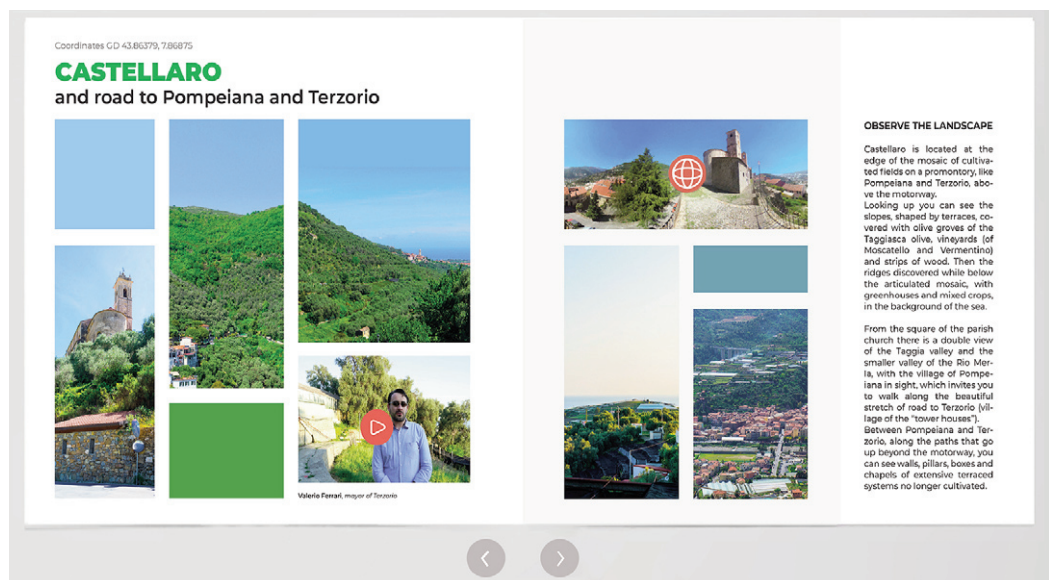 Coordinates GD 43.86379, 7.86875
CASTELLARO
and road to Pompeiana and Terzorio
Valerio Ferrari, mayor of Terzorio
OBSERVE THE LANDSCAPE
Castellaro is located at the
edge of the mosaic of cultiva-
ted fields on a promontory, like
Pompeiana and Terzorio, abo-
ve the motorway.
Looking up you can see the
slopes, shaped by terraces, co-
vered with olive groves of the
Taggiasca olive, vineyards (of
Moscatello and Vermentino)
and strips of wood. Then the
ridges discovered while below
the articulated mosaic, with
greenhouses and mixed crops,
in the background of the sea.
From the square of the parish
church there is a double view
of the Taggia valley and the
smaller valley of the Rio Mer-
la, with the village of Pompe-
iana in sight, which invites you
to walk along the beautiful
stretch of road to Terzorio (vil-
lage of the "tower houses").
Between Pompeiana and Ter-
zorio, along the paths that go
up beyond the motorway, you
can see walls, pillars, boxes and
chapels of extensive terraced
systems no longer cultivated.